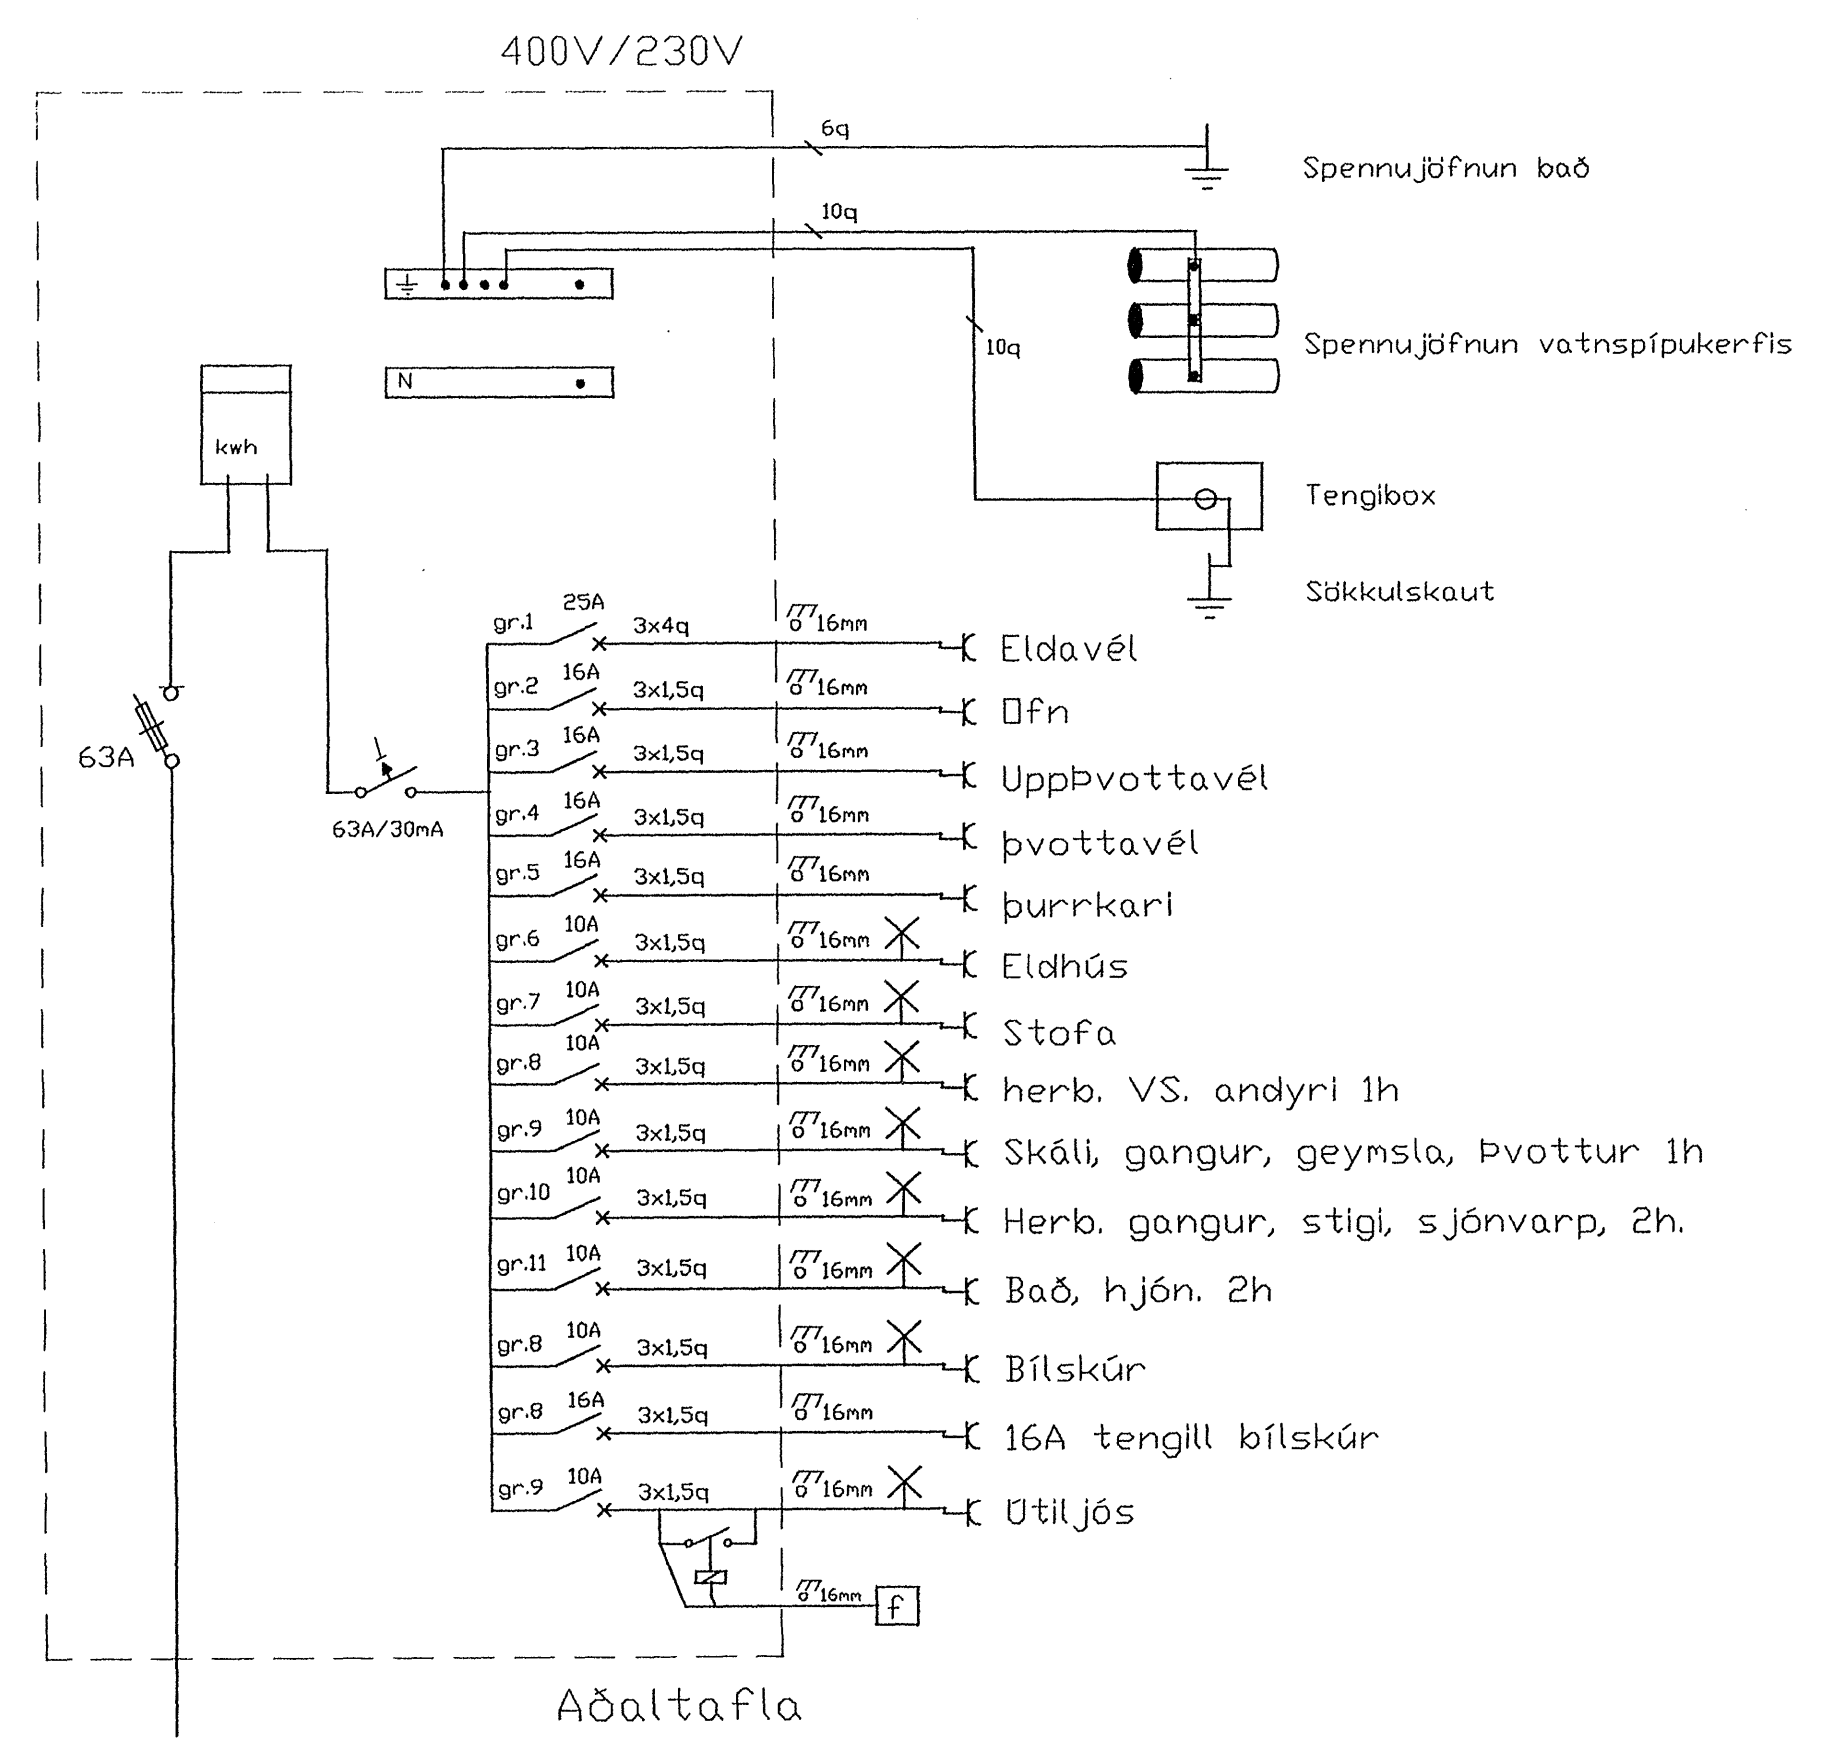 400V/230V
6q
Spennujöfnun bað
10q
10q
Spennujöfnun vatnspípukerfis
N
kwh
Tengibox
Sökkulskaut
63A
63A/30mA
gr.1 25A 3x4q 16mm Eldavél
gr.2 16A 3x1,5q 16mm Ofn
gr.3 16A 3x1,5q 16mm UppÞvottavél
gr.4 16A 3x1,5q 16mm þvottavél
gr.5 16A 3x1,5q 16mm þurrkari
gr.6 10A 3x1,5q 16mm Eldhús
gr.7 10A 3x1,5q 16mm Stofa
gr.8 10A 3x1,5q 16mm herb. VS. andyri 1h
gr.9 10A 3x1,5q 16mm Skáli, gangur, geymsla, Þvottur 1h
gr.10 10A 3x1,5q 16mm Herb. gangur, stigi, sjónvarp, 2h.
gr.11 10A 3x1,5q 16mm Bað, hjón. 2h
gr.8 10A 3x1,5q 16mm Bílskúr
gr.8 16A 3x1,5q 16mm 16A tengill bílskúr
gr.9 10A 3x1,5q 16mm Útiljós
16mm f
Aðaltafla